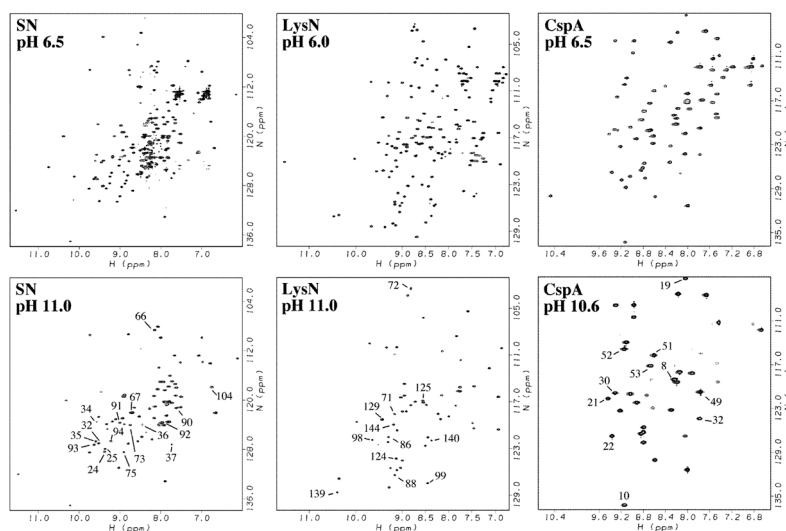 SN
pH 6.5
104.0
112.0
120.0
128.0
136.0
N (ppm)
11.0 10.0 9.0 8.0 7.0
H (ppm)
LysN
pH 6.0
105.0
111.0
117.0
123.0
129.0
N (ppm)
11.0 10.0 9.0 8.5 8.0 7.5 7.0
H (ppm)
CspA
pH 6.5
111.0
117.0
123.0
129.0
135.0
N (ppm)
10.4 9.6 9.2 8.8 8.4 8.0 7.6 7.2 6.8
H (ppm)
SN
pH 11.0
66
104
34
91
67
32
35
94
93
24
25
75
73
36
37
92
90
104.0
112.0
120.0
128.0
136.0
N (ppm)
11.0 10.0 9.0 8.0 7.0
H (ppm)
LysN
pH 11.0
72
125
71
129
144
98
86
140
124
88
99
139
105.0
111.0
117.0
123.0
129.0
N (ppm)
11.0 10.0 9.0 8.5 8.0 7.5 7.0
H (ppm)
CspA
pH 10.6
19
52
51
53
8
30
21
49
32
22
10
111.0
117.0
123.0
129.0
135.0
N (ppm)
10.4 9.6 9.2 8.8 8.4 8.0 7.6 7.2 6.8
H (ppm)